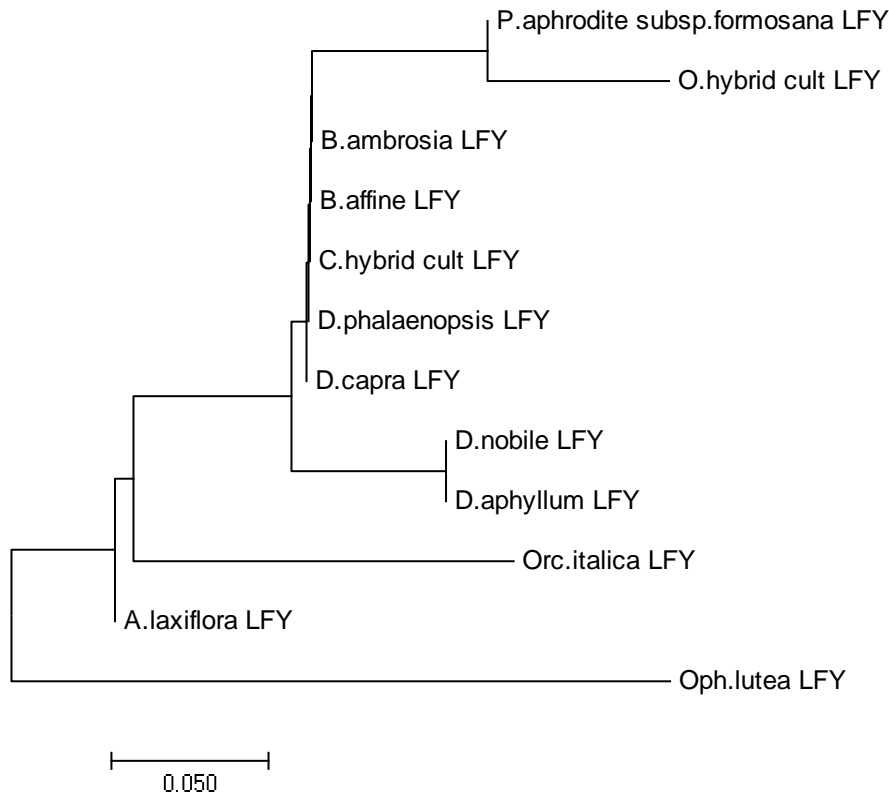 P.aphrodite subsp.formosana LFY
O.hybrid cult LFY
B.ambrosia LFY
B.affine LFY
C.hybrid cult LFY
D.phalaenopsis LFY
D.capra LFY
D.nobile LFY
D.aphyllum LFY
Orc.italica LFY
A.laxiflora LFY
Oph.lutea LFY
0.050